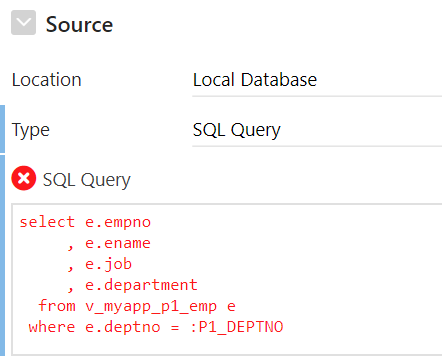 Source
Location Local Database
Type SQL Query
SQL Query
select e.empno
     , e.ename
     , e.job
     , e.department
  from v_myapp_p1_emp e
 where e.deptno = :P1_DEPTNO